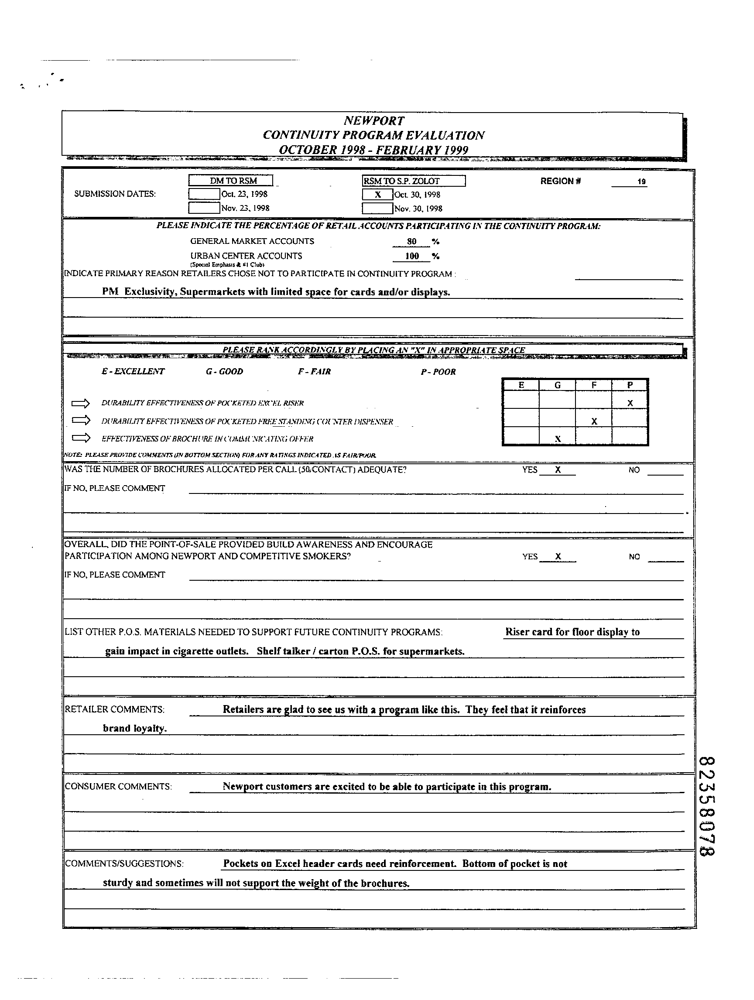 NEWPORT
CONTINUITY PROGRAM EVALUATION
OCTOBER 1998 - FEBRUARY 1999
DM TO RSM RSM TO S.P. ZOLOT REGION # 19
SUBMISSION DATES: Oct. 23, 1998 X Oct. 30, 1998
Nov. 23, 1998 Nov. 30, 1998
PLEASE INDICATE THE PERCENTAGE OF RETAIL ACCOUNTS PARTICIPATING IN THE CONTINUITY PROGRAM:
GENERAL MARKET ACCOUNTS 80 %
URBAN CENTER ACCOUNTS 100 %
(Special Emphasis & #1 Club)
INDICATE PRIMARY REASON RETAILERS CHOSE NOT TO PARTICIPATE IN CONTINUITY PROGRAM :
PM Exclusivity, Supermarkets with limited space for cards and/or displays.
PLEASE RANK ACCORDINGLY BY PLACING AN "X" IN APPROPRIATE SPACE
E - EXCELLENT G - GOOD F - FAIR P - POOR
E G F P
DURABILITY EFFECTIVENESS OF POCKETED EXCEL RISER X
DURABILITY EFFECTIVENESS OF POCKETED FREE STANDING COUNTER DISPENSER X
EFFECTIVENESS OF BROCHURE IN COMMUNICATING OFFER X
NOTE: PLEASE PROVIDE COMMENTS (IN BOTTOM SECTION) FOR ANY RATINGS INDICATED AS FAIR/POOR.
WAS THE NUMBER OF BROCHURES ALLOCATED PER CALL (50/CONTACT) ADEQUATE? YES X NO
IF NO, PLEASE COMMENT
OVERALL, DID THE POINT-OF-SALE PROVIDED BUILD AWARENESS AND ENCOURAGE
PARTICIPATION AMONG NEWPORT AND COMPETITIVE SMOKERS? YES X NO
IF NO, PLEASE COMMENT
LIST OTHER P.O.S. MATERIALS NEEDED TO SUPPORT FUTURE CONTINUITY PROGRAMS: Riser card for floor display to
gain impact in cigarette outlets. Shelf talker / carton P.O.S. for supermarkets.
RETAILER COMMENTS: Retailers are glad to see us with a program like this. They feel that it reinforces
brand loyalty.
CONSUMER COMMENTS: Newport customers are excited to be able to participate in this program.
COMMENTS/SUGGESTIONS: Pockets on Excel header cards need reinforcement. Bottom of pocket is not
sturdy and sometimes will not support the weight of the brochures.
82358078